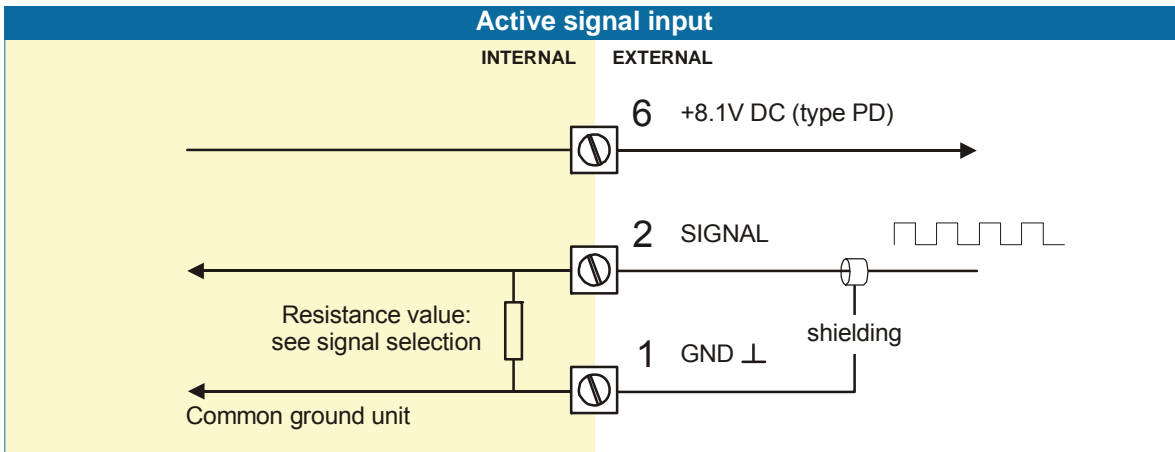 Active signal input
INTERNAL EXTERNAL
6 +8.1V DC (type PD)
2 SIGNAL
Resistance value:
see signal selection
shielding
1 GND ⊥
Common ground unit